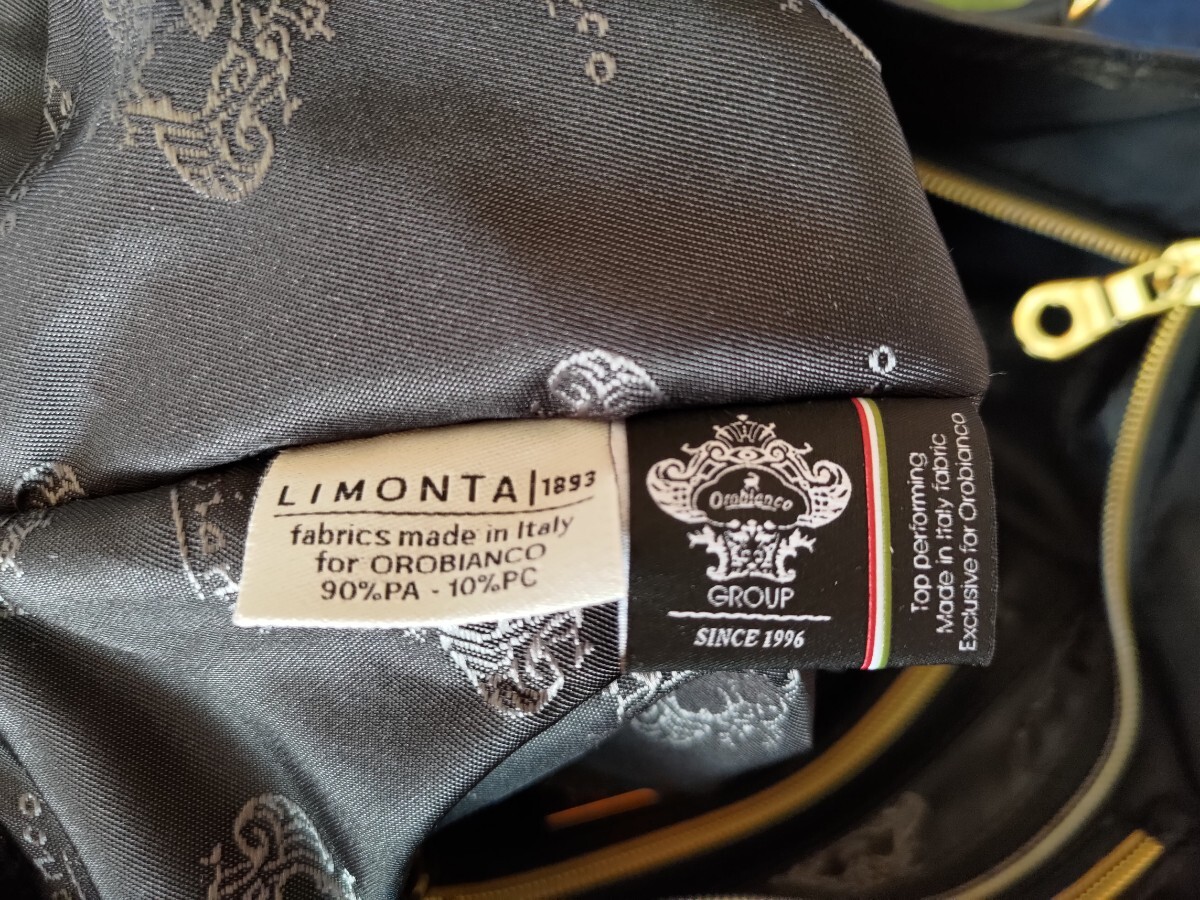 LIMONTA|1893
fabrics made in Italy
for OROBIANCO
90%PA - 10%PC
Orobianco
GROUP
SINCE 1996
Top performing
Made in Italy fabric
Exclusive for Orobianco